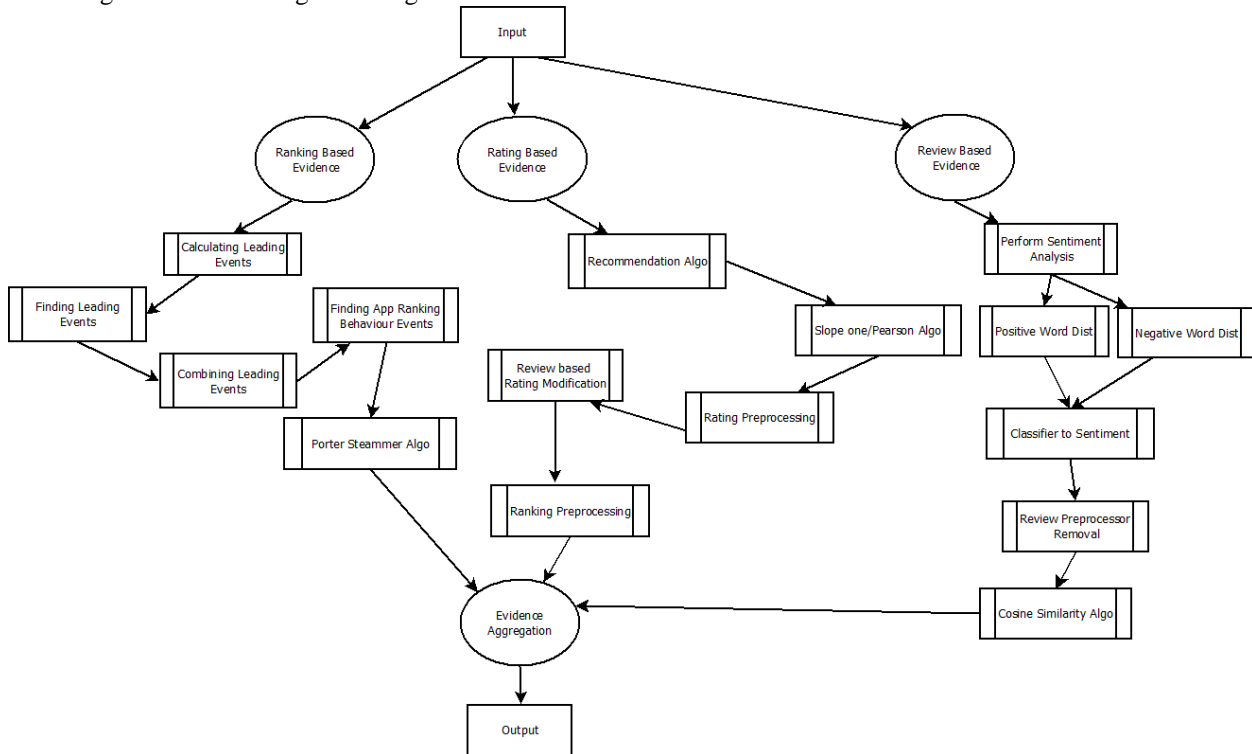 Input
Ranking Based
Evidence
Rating Based
Evidence
Review Based
Evidence
Calculating Leading
Events
Recommendation Algo
Perform Sentiment
Analysis
Finding Leading
Events
Finding App Ranking
Behaviour Events
Slope one/Pearson Algo
Positive Word Dist
Negative Word Dist
Combining Leading
Events
Review based
Rating Modification
Rating Preprocessing
Classifier to Sentiment
Porter Steammer Algo
Ranking Preprocessing
Review Preprocessor
Removal
Evidence
Aggregation
Cosine Similarity Algo
Output